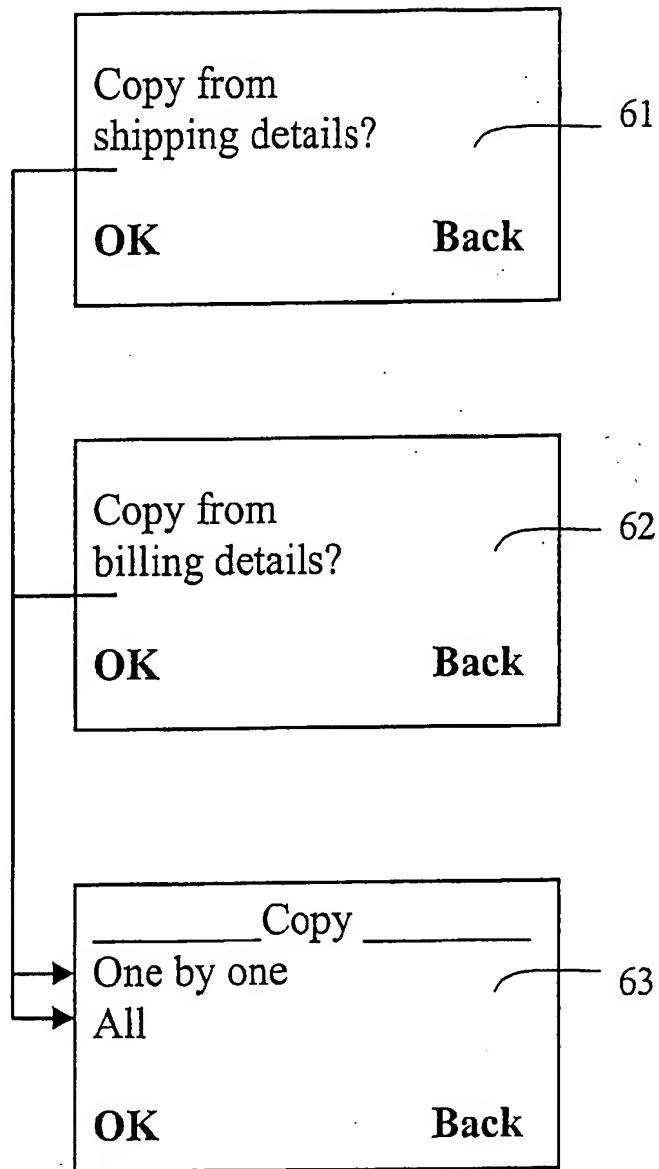 Copy from
shipping details?
61
OK Back
Copy from
billing details?
62
OK Back
Copy
One by one
63
All
OK Back